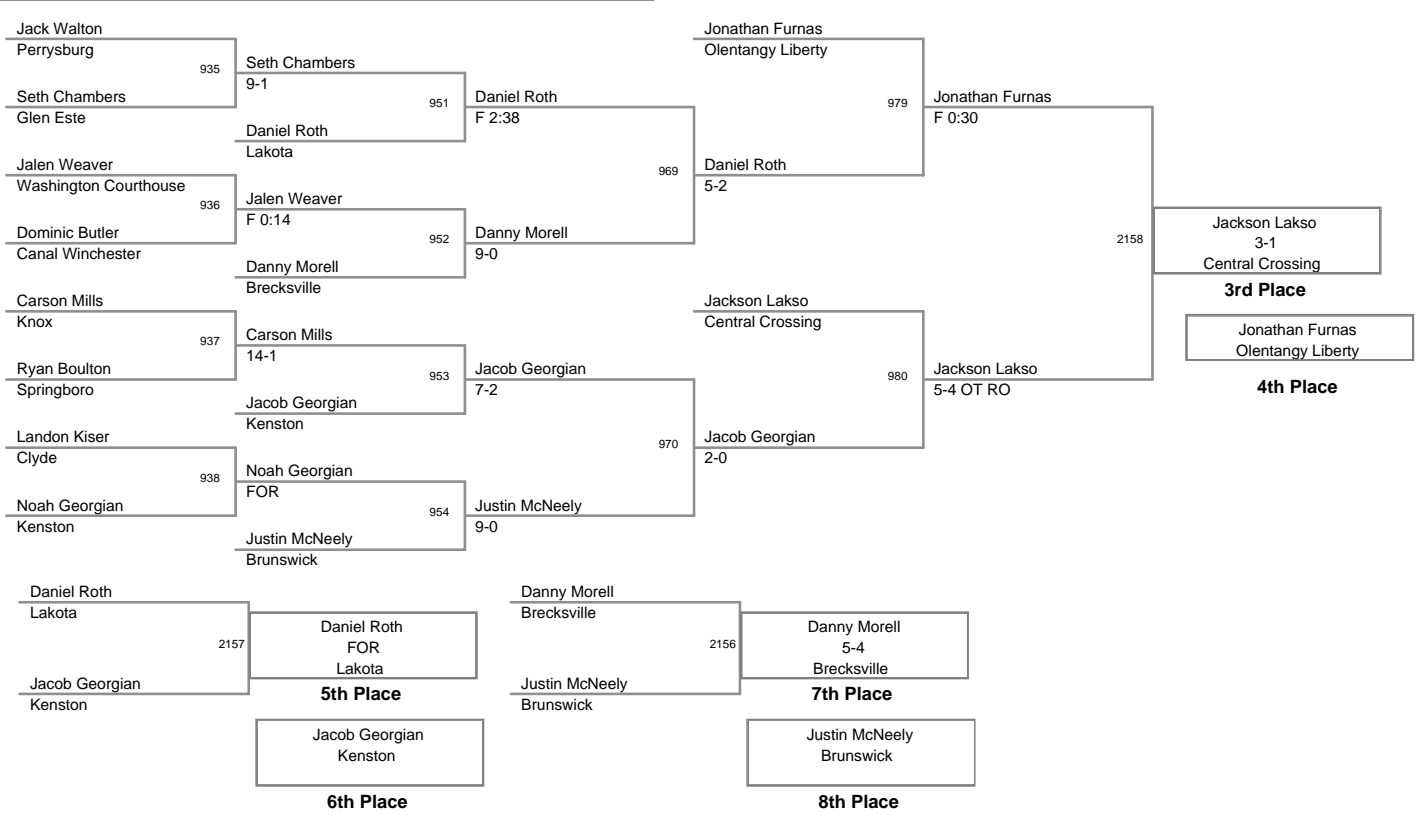 Jack Walton
Perrysburg
935
Seth Chambers
Glen Este
Seth Chambers
9-1
951
Daniel Roth
Lakota
Jalen Weaver
Washington Courthouse
936
Dominic Butler
Canal Winchester
Jalen Weaver
F 0:14
952
Danny Morell
Brecksville
Carson Mills
Knox
937
Ryan Boulton
Springboro
Carson Mills
14-1
953
Jacob Georgian
Kenston
Landon Kiser
Clyde
938
Noah Georgian
Kenston
Noah Georgian
FOR
954
Justin McNeely
Brunswick
Daniel Roth
F 2:38
969
Danny Morell
9-0
Jacob Georgian
7-2
970
Justin McNeely
9-0
Jonathan Furnas
Olentangy Liberty
979
Daniel Roth
5-2
Jackson Lakso
Central Crossing
980
Jacob Georgian
2-0
Jonathan Furnas
F 0:30
2158
Jackson Lakso
5-4 OT RO
Jackson Lakso
3-1
Central Crossing
3rd Place
Jonathan Furnas
Olentangy Liberty
4th Place
Daniel Roth
Lakota
2157
Jacob Georgian
Kenston
Daniel Roth
FOR
Lakota
5th Place
Jacob Georgian
Kenston
6th Place
Danny Morell
Brecksville
2156
Justin McNeely
Brunswick
Danny Morell
5-4
Brecksville
7th Place
Justin McNeely
Brunswick
8th Place